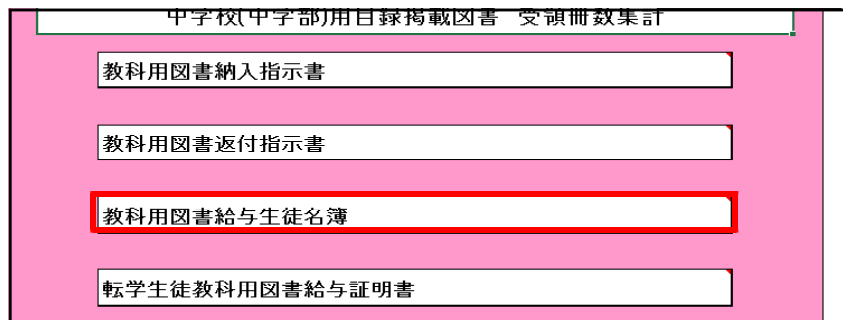 中学校(中学部)用目録掲載図書 受領冊数集計
教科用図書納入指示書
教科用図書返付指示書
教科用図書給与生徒名簿
転学生徒教科用図書給与証明書